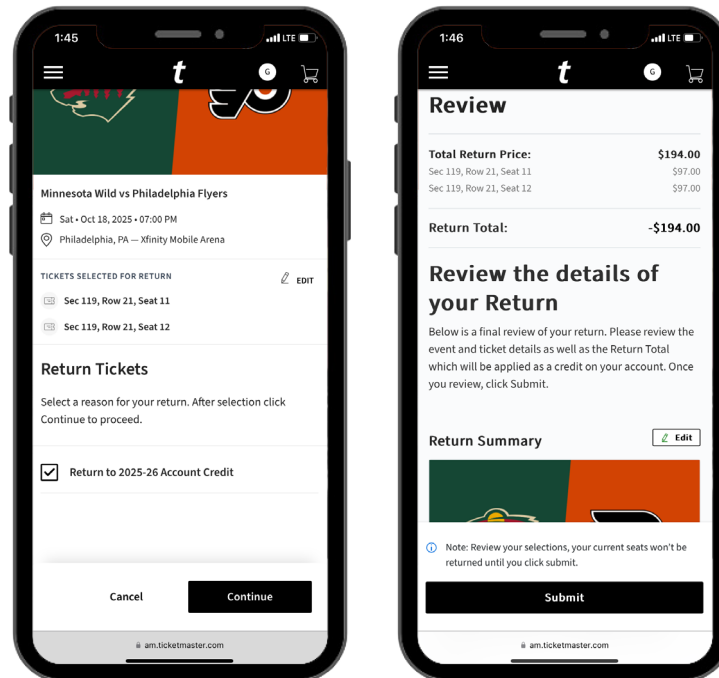 1:45
LTE
t
G
Minnesota Wild vs Philadelphia Flyers
Sat • Oct 18, 2025 • 07:00 PM
Philadelphia, PA — Xfinity Mobile Arena
TICKETS SELECTED FOR RETURN
EDIT
Sec 119, Row 21, Seat 11
Sec 119, Row 21, Seat 12
Return Tickets
Select a reason for your return. After selection click
Continue to proceed.
Return to 2025-26 Account Credit
Cancel
Continue
am.ticketmaster.com
1:46
LTE
t
G
Review
Total Return Price: $194.00
Sec 119, Row 21, Seat 11 $97.00
Sec 119, Row 21, Seat 12 $97.00
Return Total: -$194.00
Review the details of
your Return
Below is a final review of your return. Please review the
event and ticket details as well as the Return Total
which will be applied as a credit on your account. Once
you review, click Submit.
Return Summary
Edit
Note: Review your selections, your current seats won't be
returned until you click submit.
Submit
am.ticketmaster.com